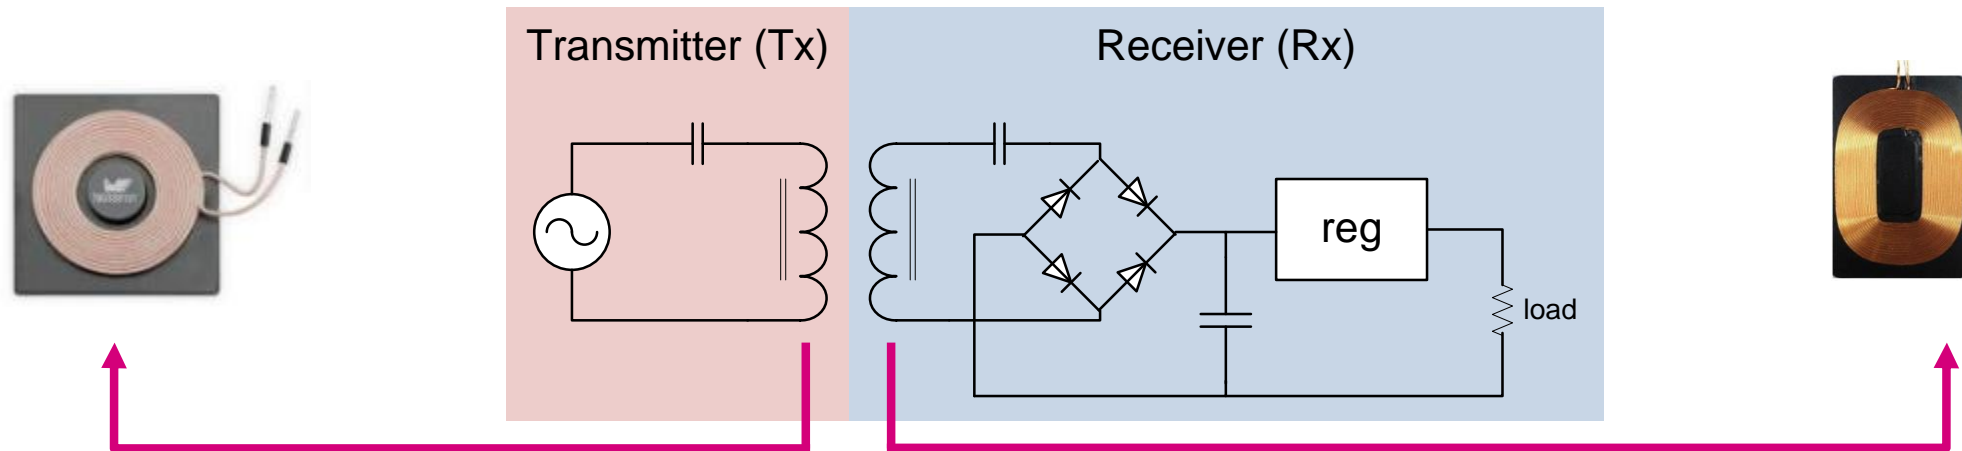 Transmitter (Tx)
Receiver (Rx)
reg
load